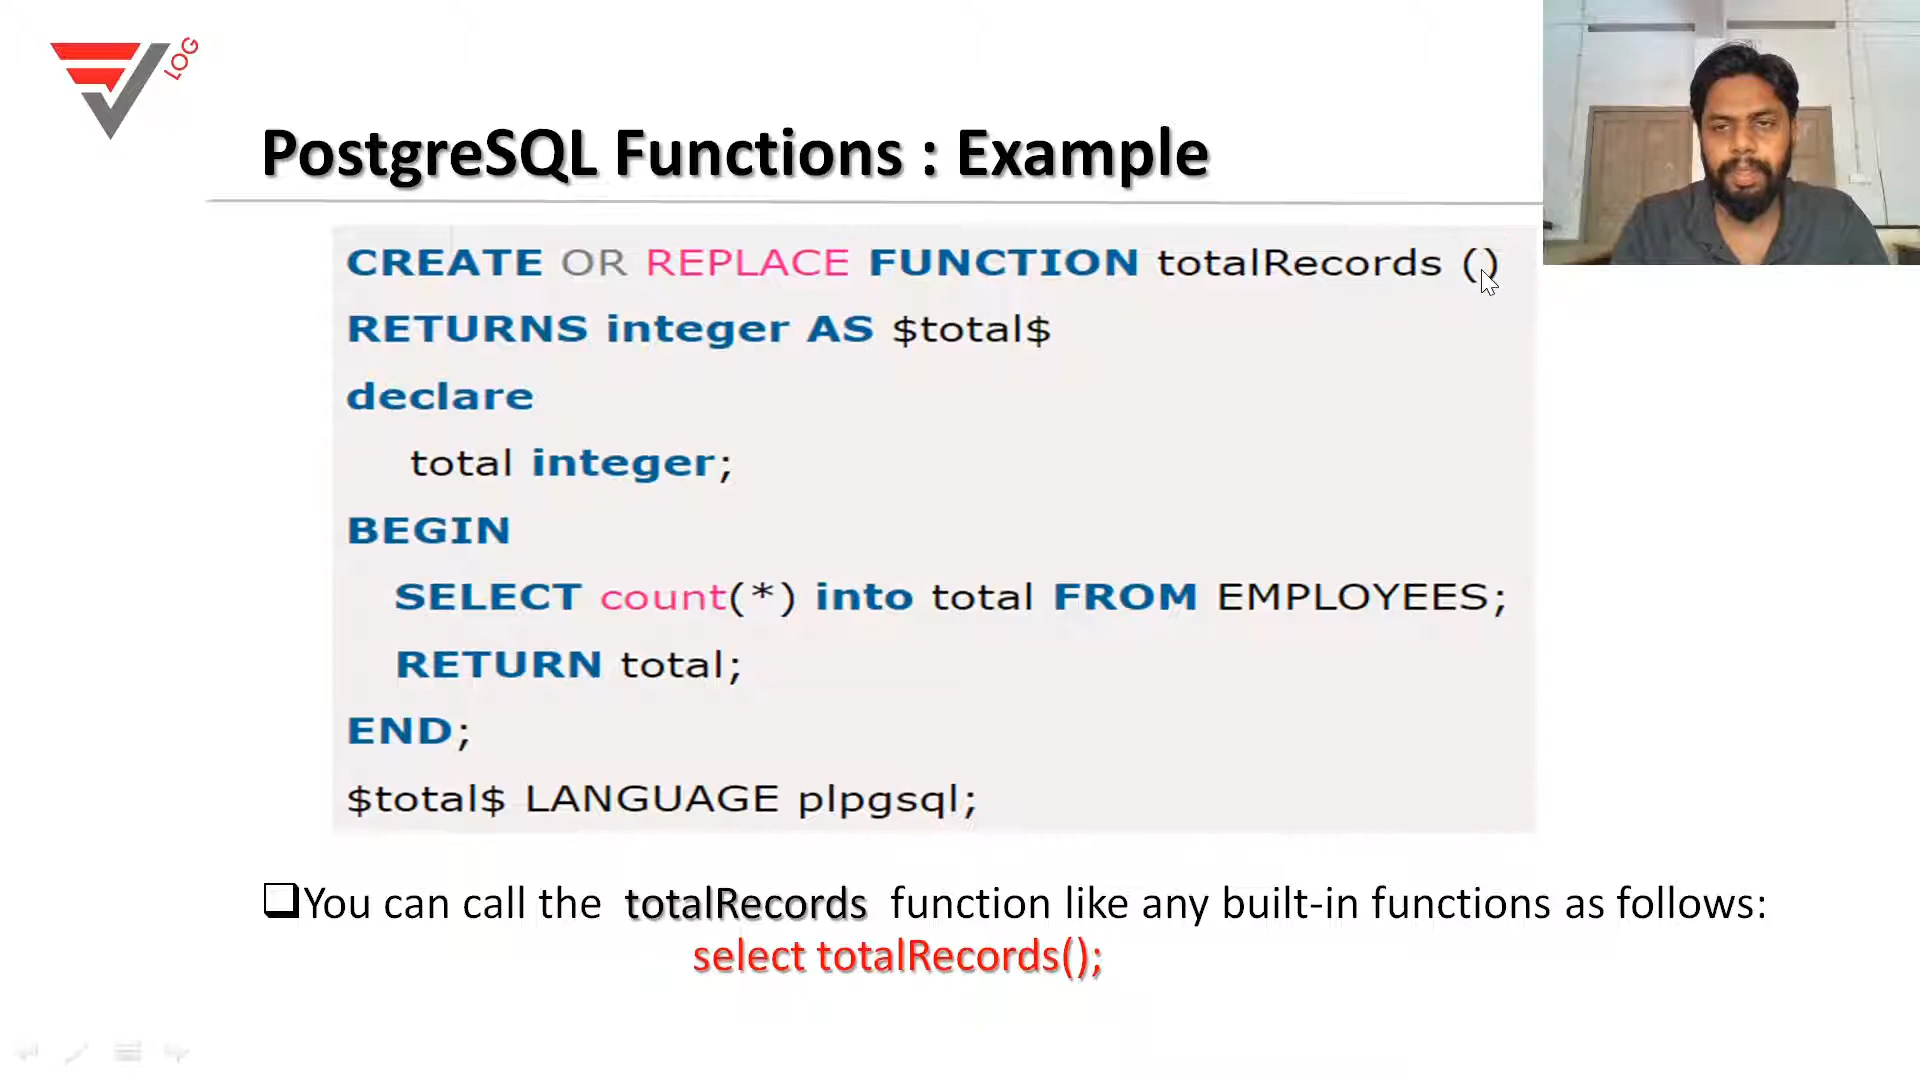 LOG
PostgreSQL Functions : Example
CREATE OR REPLACE FUNCTION totalRecords ()
RETURNS integer AS $total$
declare
total integer;
BEGIN
SELECT count(*) into total FROM EMPLOYEES;
RETURN total;
END;
$total$ LANGUAGE plpgsql;
You can call the totalRecords function like any built-in functions as follows:
select totalRecords();